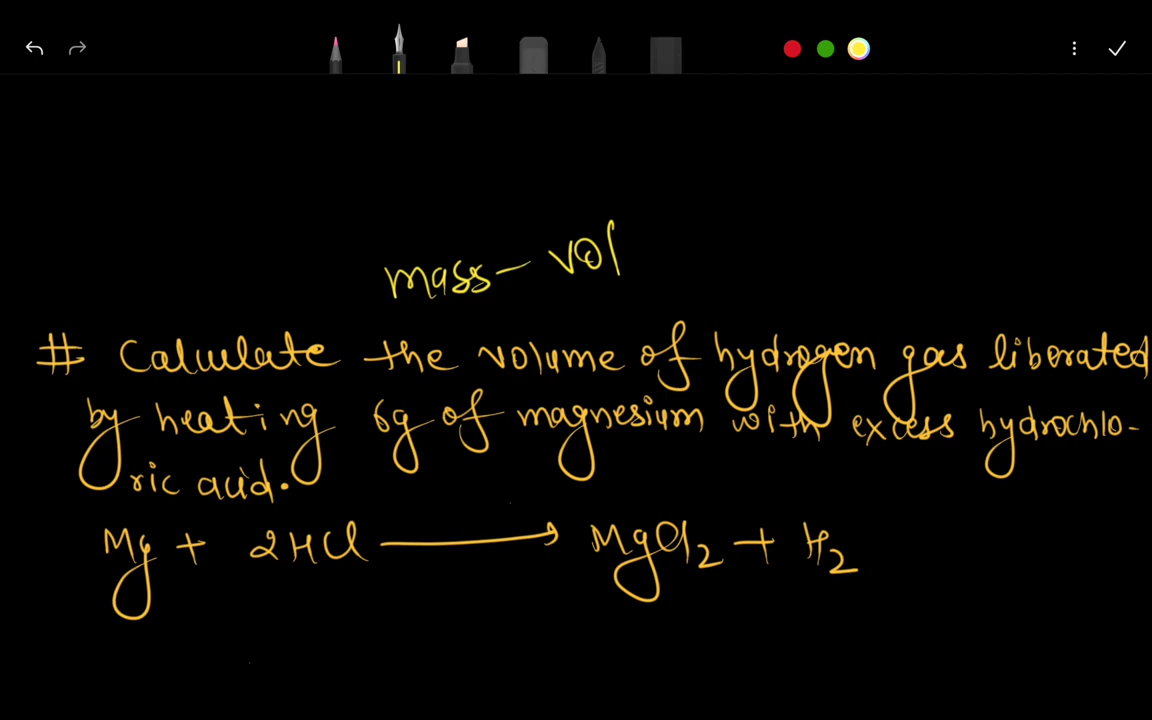 mass - vol
# Calculate the volume of hydrogen gas liberated
by heating 6g of magnesium with excess hydrochlo-
ric acid.
Mg + 2HCl ⟶ MgCl₂ + H₂